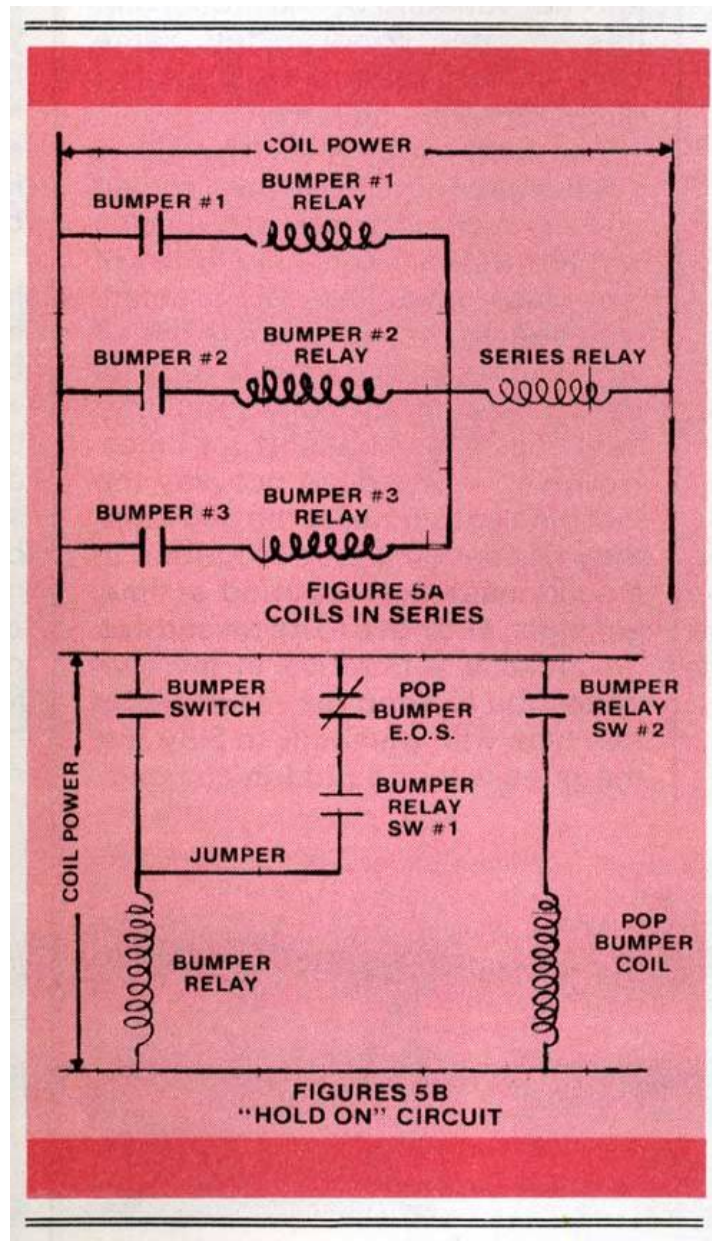 COIL POWER
BUMPER #1
BUMPER #1
RELAY
BUMPER #2
BUMPER #2
RELAY
SERIES RELAY
BUMPER #3
BUMPER #3
RELAY
FIGURE 5A
COILS IN SERIES
COIL POWER
BUMPER
SWITCH
POP
BUMPER
E.O.S.
BUMPER
RELAY
SW #2
BUMPER
RELAY
SW #1
JUMPER
BUMPER
RELAY
POP
BUMPER
COIL
FIGURES 5B
"HOLD ON" CIRCUIT